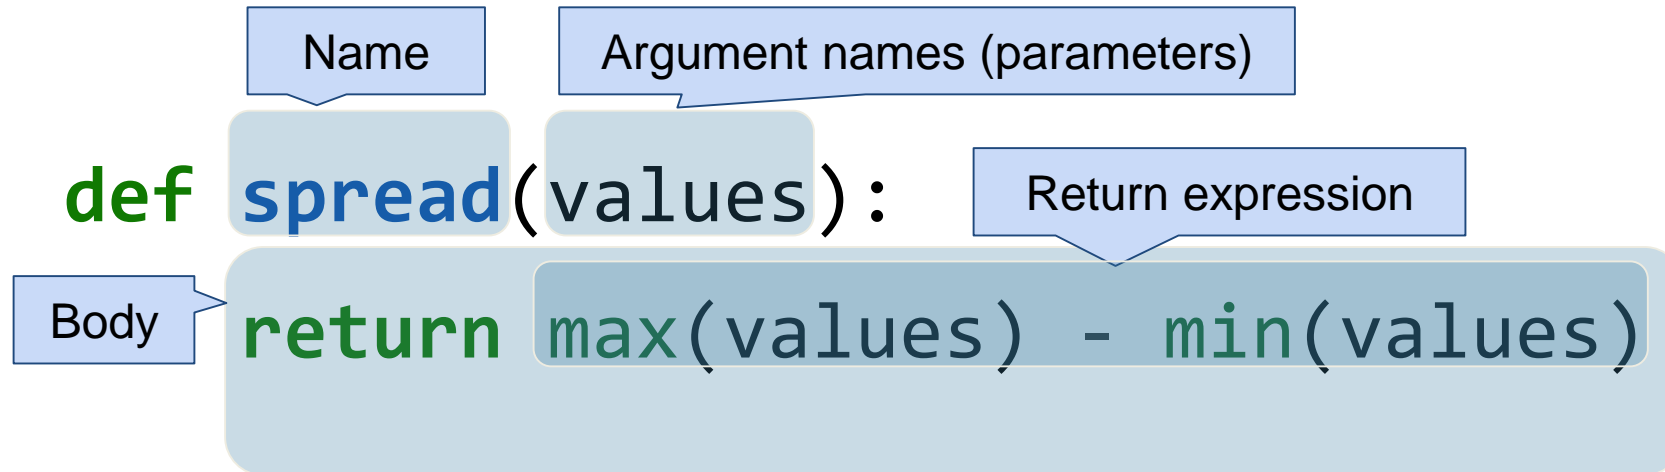 Name
Argument names (parameters)
def spread(values):
Return expression
Body
return max(values) - min(values)